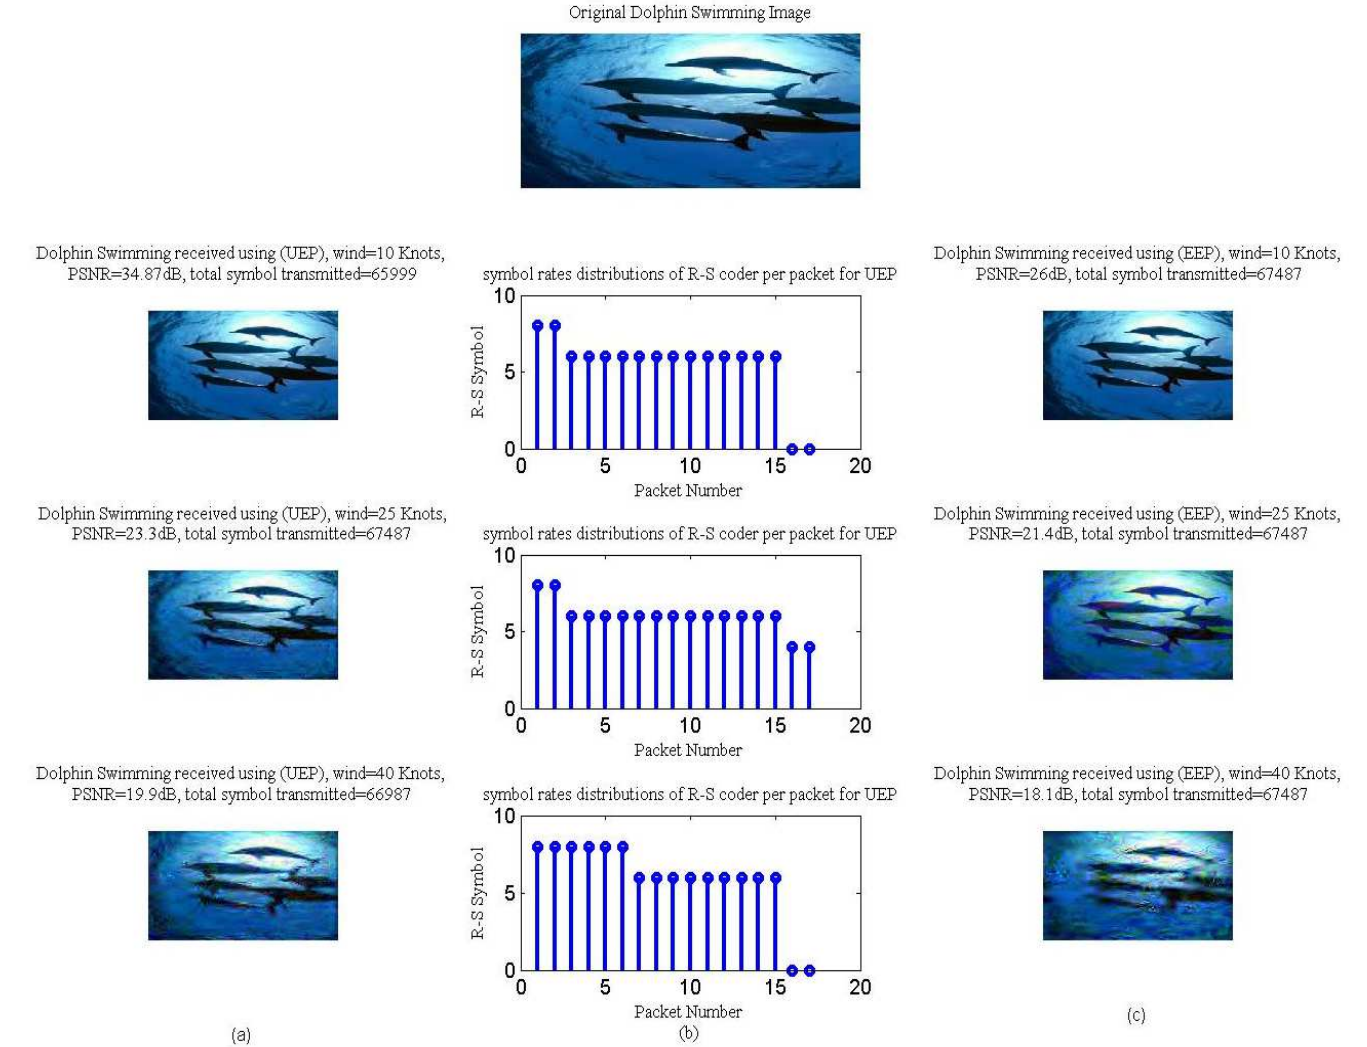 Original Dolphin Swimming Image
Dolphin Swimming received using (UEP), wind=10 Knots,
PSNR=34.87dB, total symbol transmitted=65999
symbol rates distributions of R-S coder per packet for UEP
10
5
0
R-S Symbol
0 5 10 15 20
Packet Number
Dolphin Swimming received using (EEP), wind=10 Knots,
PSNR=26dB, total symbol transmitted=67487
Dolphin Swimming received using (UEP), wind=25 Knots,
PSNR=23.3dB, total symbol transmitted=67487
symbol rates distributions of R-S coder per packet for UEP
10
5
0
R-S Symbol
0 5 10 15 20
Packet Number
Dolphin Swimming received using (EEP), wind=25 Knots,
PSNR=21.4dB, total symbol transmitted=67487
Dolphin Swimming received using (UEP), wind=40 Knots,
PSNR=19.9dB, total symbol transmitted=66987
symbol rates distributions of R-S coder per packet for UEP
10
5
0
R-S Symbol
0 5 10 15 20
Packet Number
Dolphin Swimming received using (EEP), wind=40 Knots,
PSNR=18.1dB, total symbol transmitted=67487
(a)
(b)
(c)